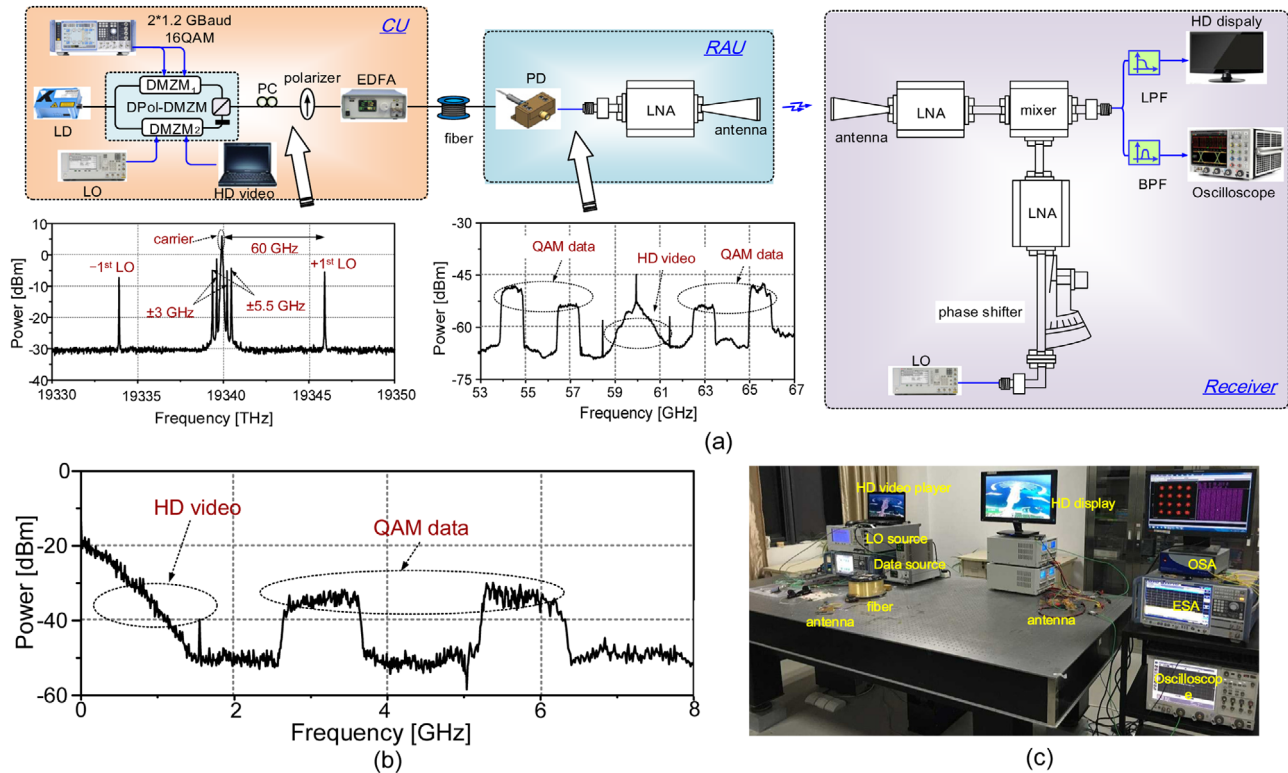 CU
2*1.2 GBaud
16QAM
DMZM1
DPol-DMZM
DMZM2
LD
LO
HD video
PC
polarizer
EDFA
fiber
RAU
PD
LNA
antenna
antenna
LNA
mixer
LPF
HD dispaly
BPF
Oscilloscope
LNA
phase shifter
LO
Receiver
Power [dBm]
10
0
-10
-20
-30
-40
carrier
60 GHz
−1st LO
+1st LO
±3 GHz
±5.5 GHz
19330 19335 19340 19345 19350
Frequency [THz]
Power [dBm]
-30
-45
-60
-75
QAM data
HD video
QAM data
53 55 57 59 61 63 65 67
Frequency [GHz]
(a)
Power [dBm]
0
-20
-40
-60
HD video
QAM data
0 2 4 6 8
Frequency [GHz]
(b)
HD video player
HD display
LO source
Data source
OSA
fiber
ESA
antenna
antenna
Oscilloscop-
e
(c)